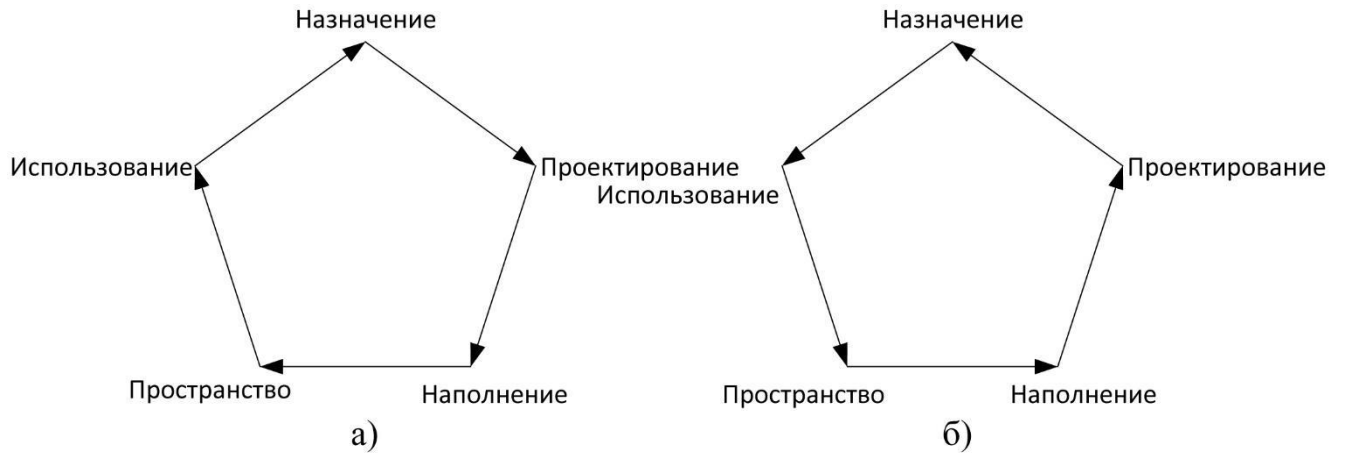 Назначение
Использование
Проектирование
Пространство
Наполнение
а)
Назначение
Использование
Проектирование
Пространство
Наполнение
б)